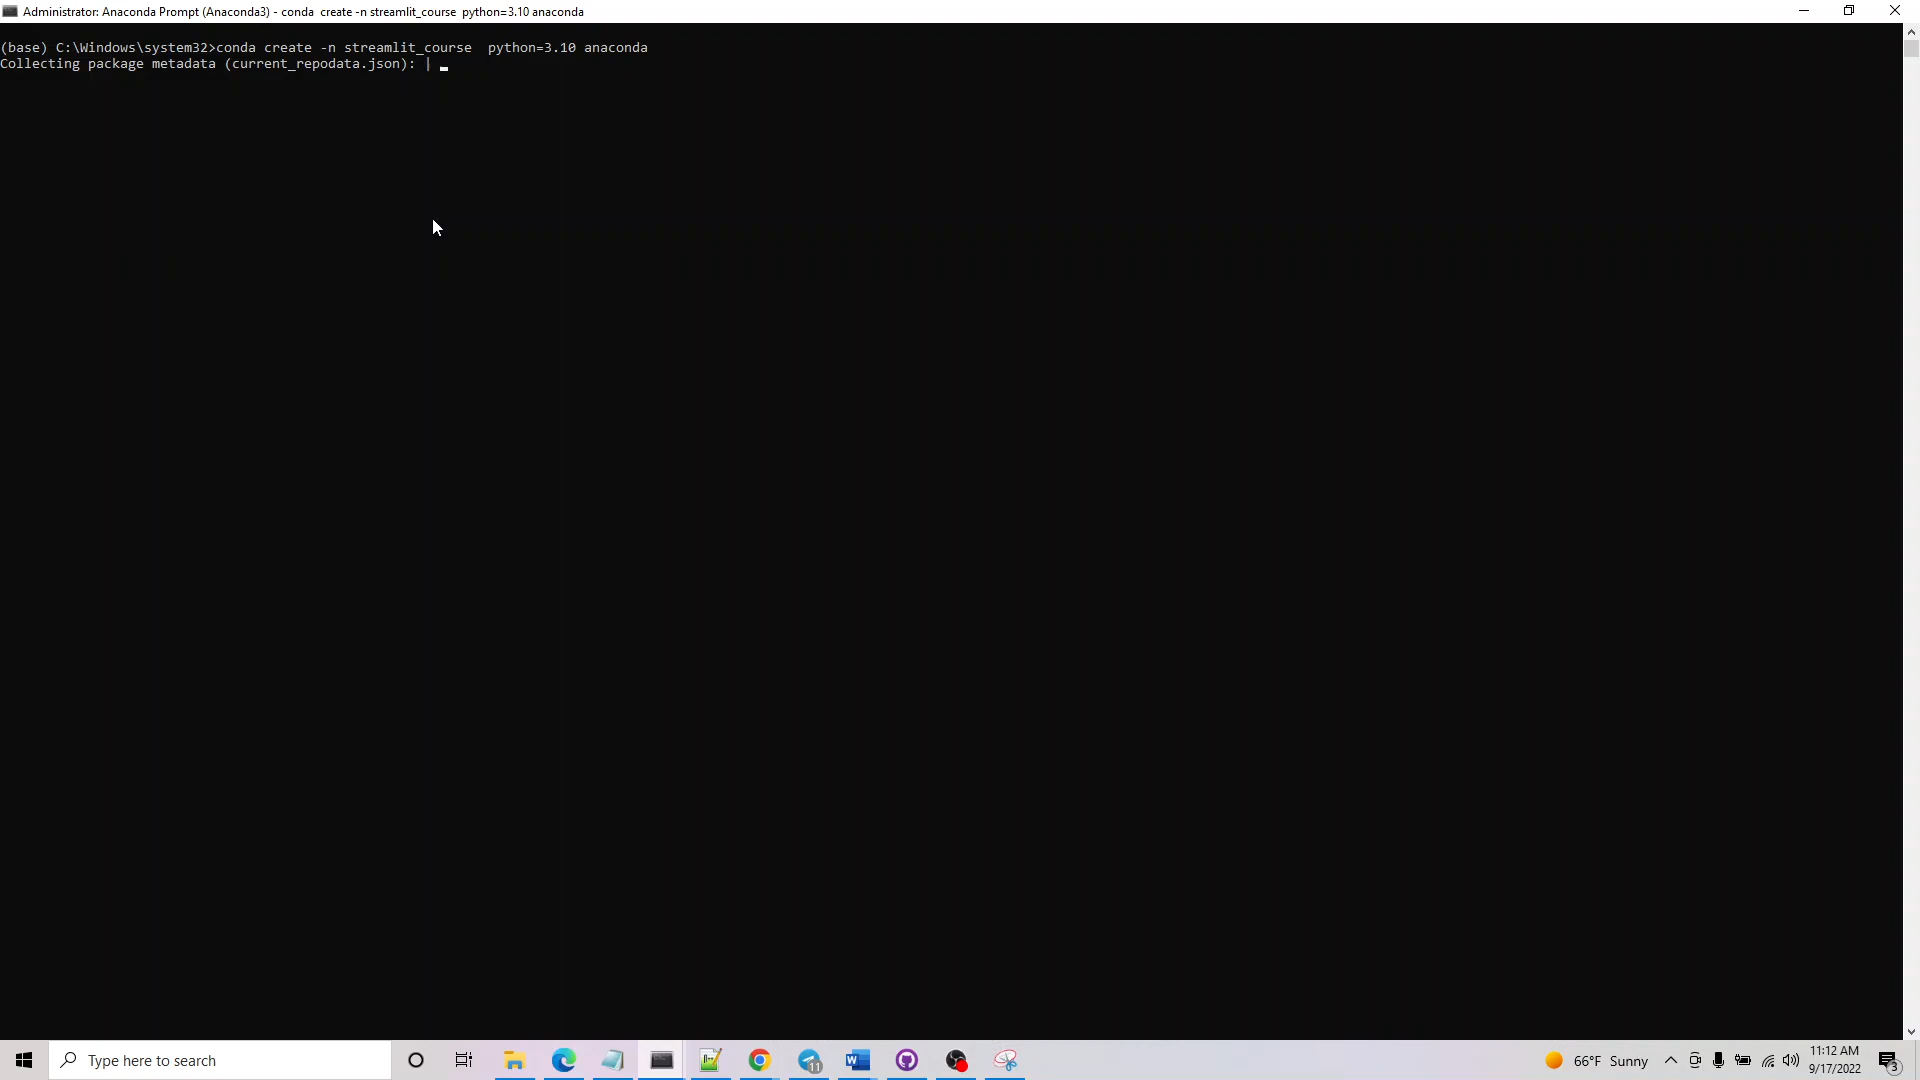 Administrator: Anaconda Prompt (Anaconda3) - conda  create -n streamlit_course  python=3.10 anaconda
(base) C:\Windows\system32>conda create -n streamlit_course  python=3.10 anaconda
Collecting package metadata (current_repodata.json): |
Type here to search
11
66°F Sunny
11:12 AM
9/17/2022
3